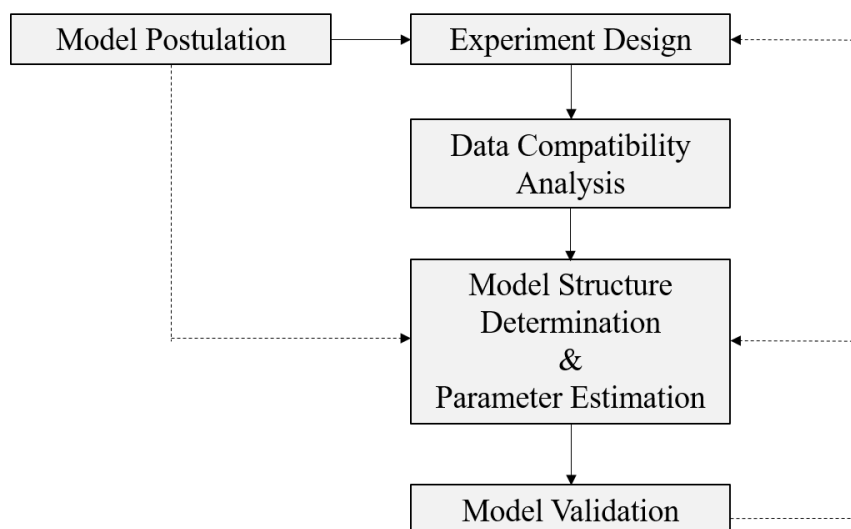 Model Postulation
Experiment Design
Data Compatibility
Analysis
Model Structure
Determination
&
Parameter Estimation
Model Validation